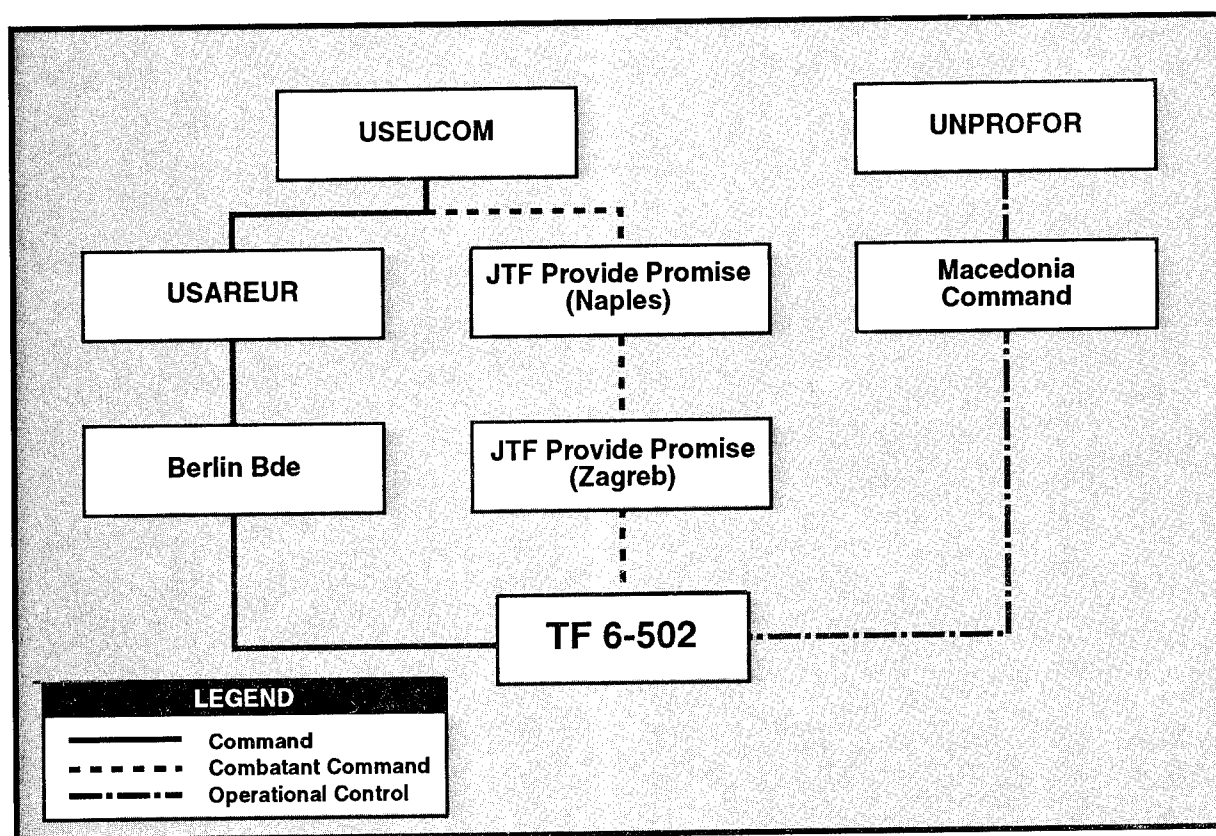 USEUCOM
UNPROFOR
USAREUR
JTF Provide Promise
(Naples)
Macedonia
Command
Berlin Bde
JTF Provide Promise
(Zagreb)
TF 6-502
LEGEND
Command
Combatant Command
Operational Control